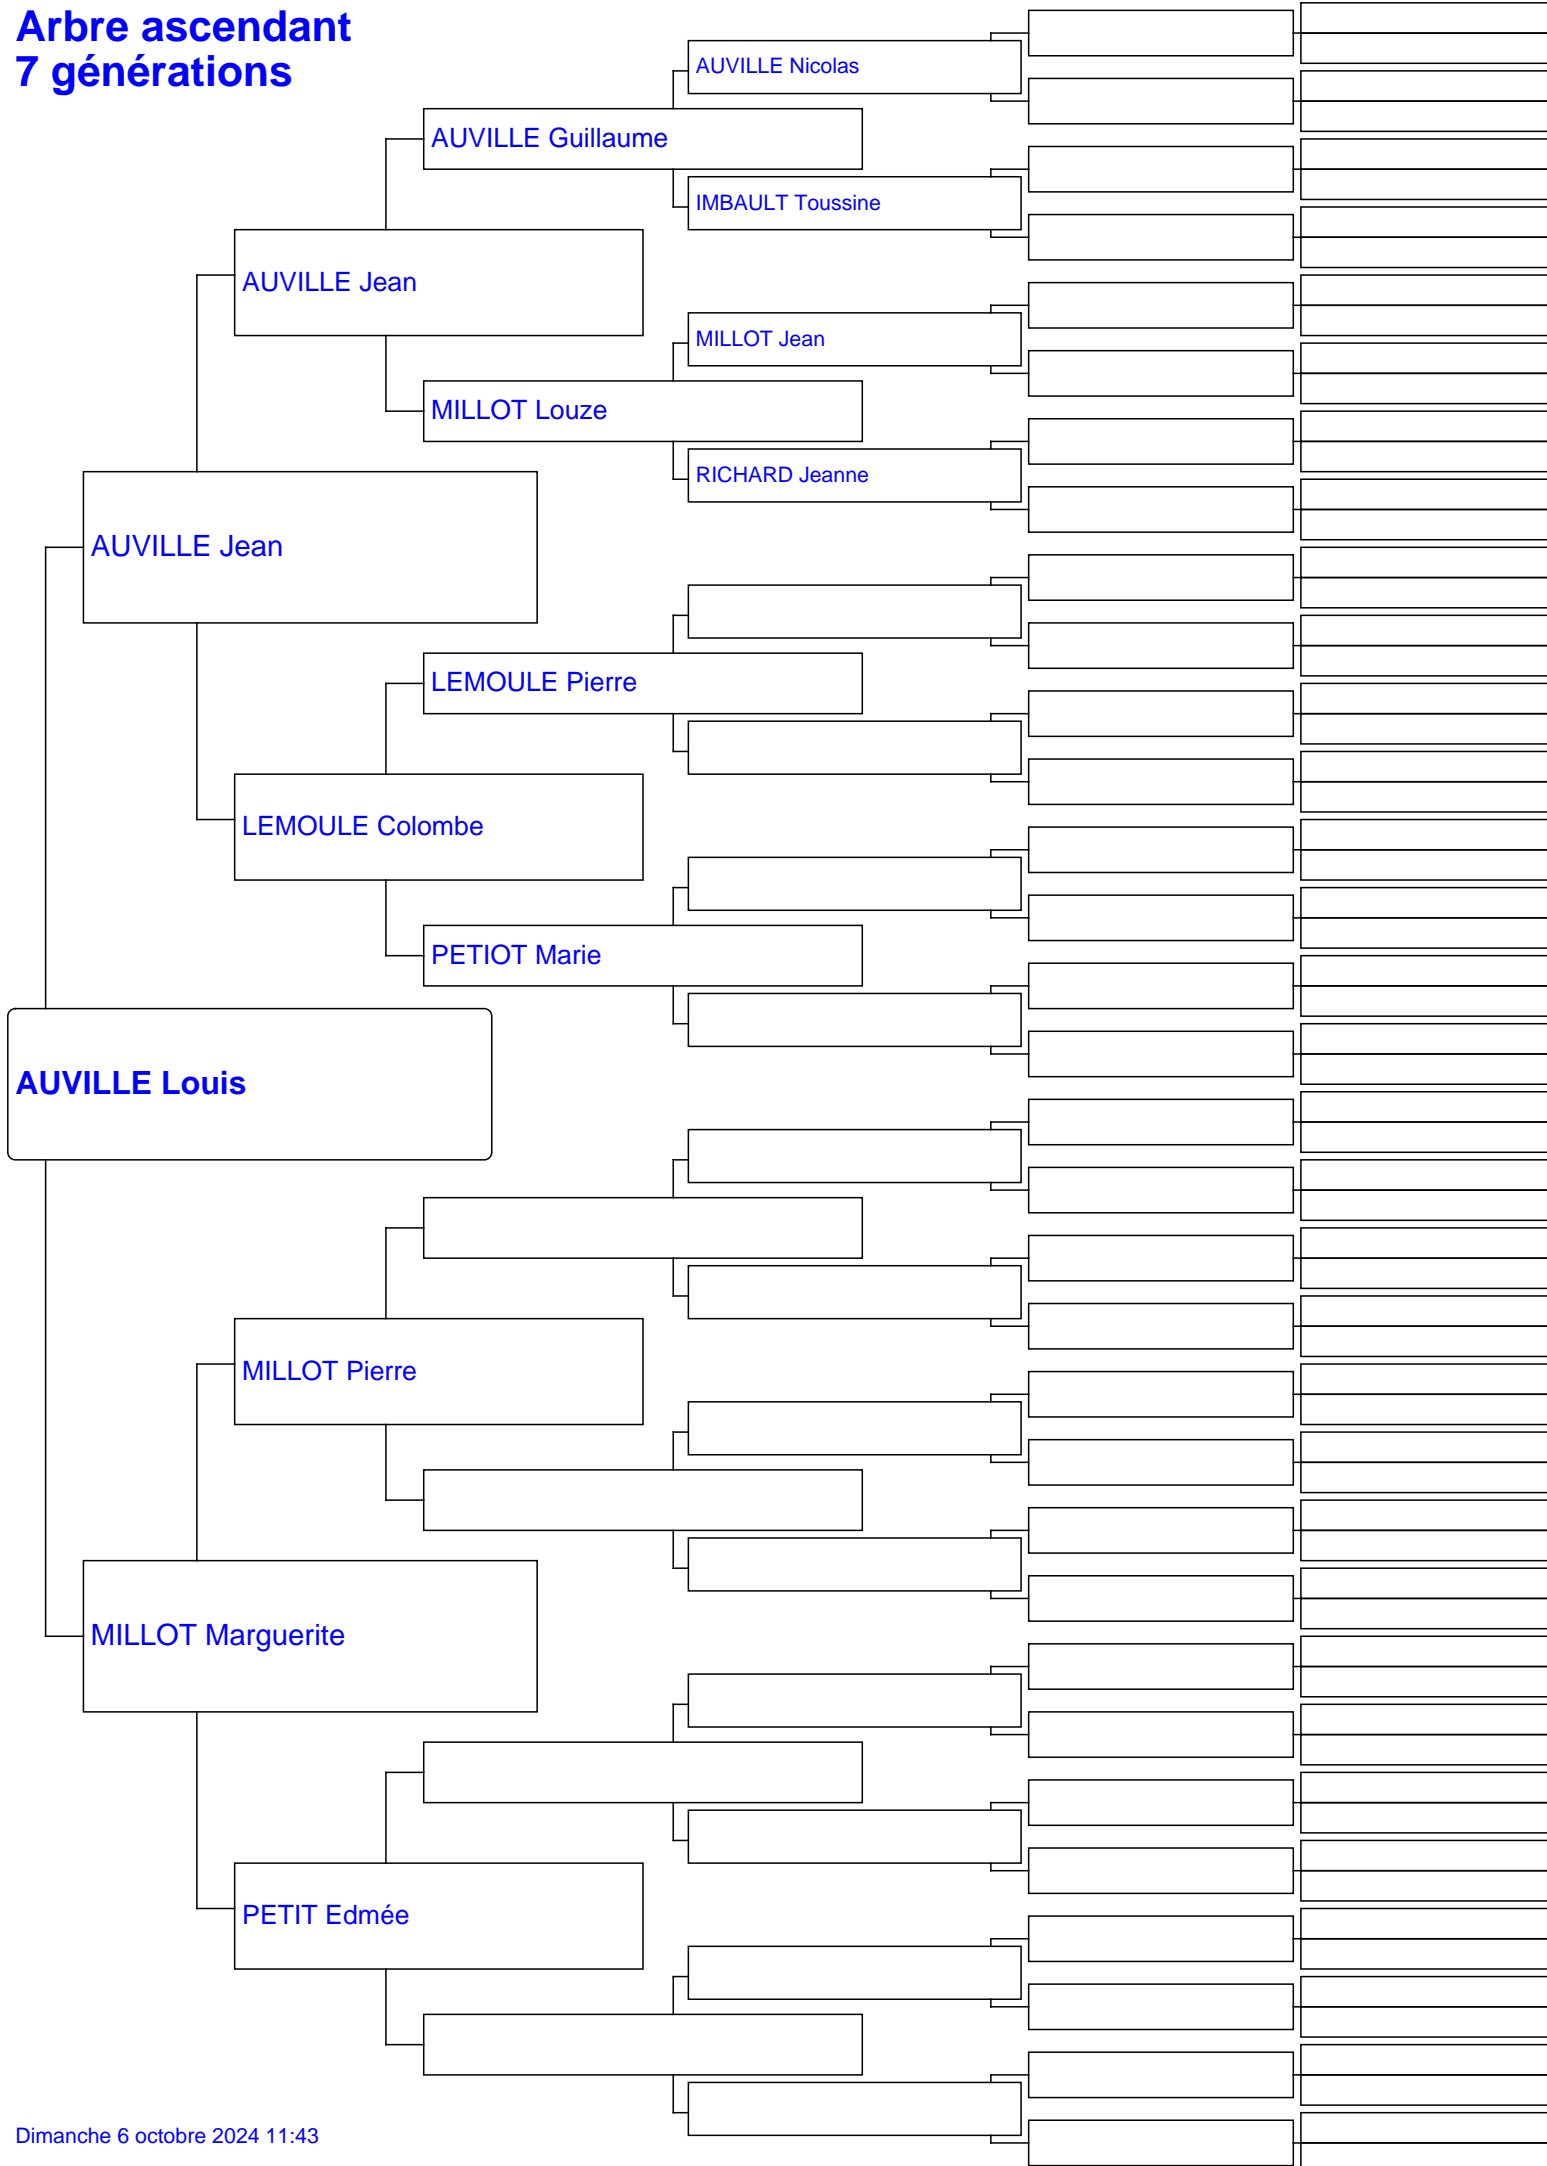 Arbre ascendant
7 générations
AUVILLE Nicolas
AUVILLE Guillaume
IMBAULT Toussine
AUVILLE Jean
MILLOT Jean
MILLOT Louze
RICHARD Jeanne
AUVILLE Jean
LEMOULE Pierre
LEMOULE Colombe
PETIOT Marie
AUVILLE Louis
MILLOT Pierre
MILLOT Marguerite
PETIT Edmée
Dimanche 6 octobre 2024 11:43